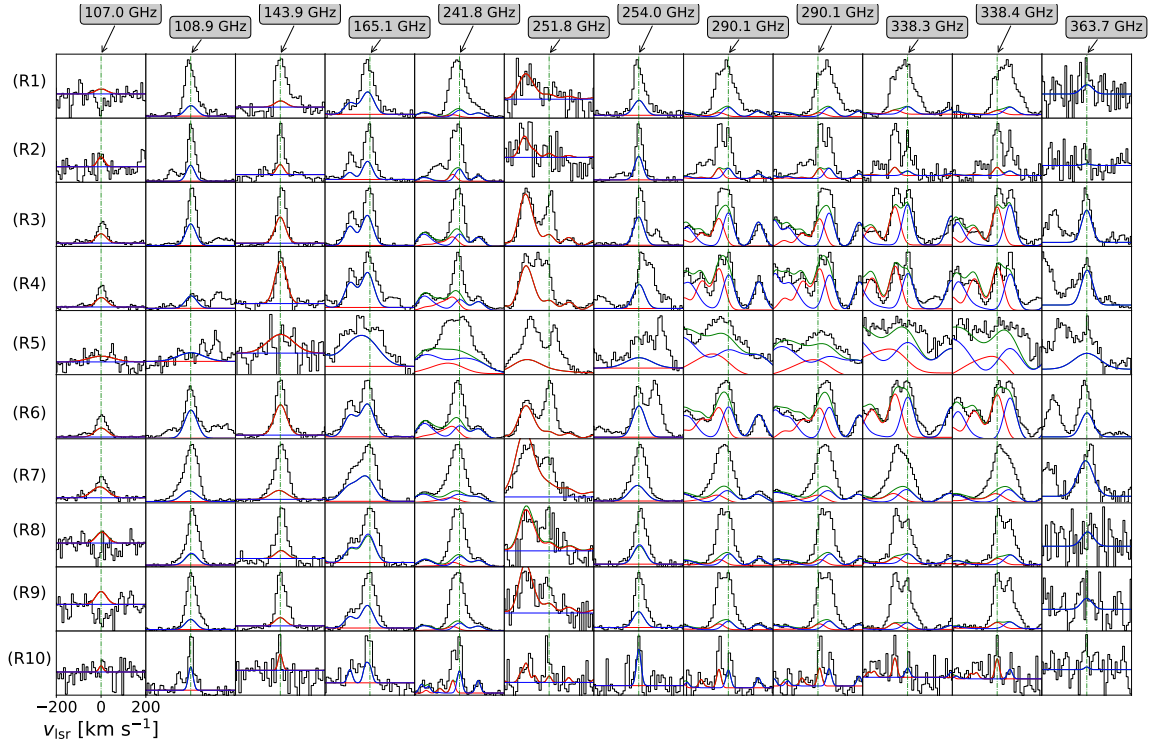 107.0 GHz 143.9 GHz 241.8 GHz 254.0 GHz 290.1 GHz 338.4 GHz
108.9 GHz 165.1 GHz 251.8 GHz 290.1 GHz 338.3 GHz 363.7 GHz
(R1)
(R2)
(R3)
(R4)
(R5)
(R6)
(R7)
(R8)
(R9)
(R10)
−200 0 200
v_lsr [km s⁻¹]